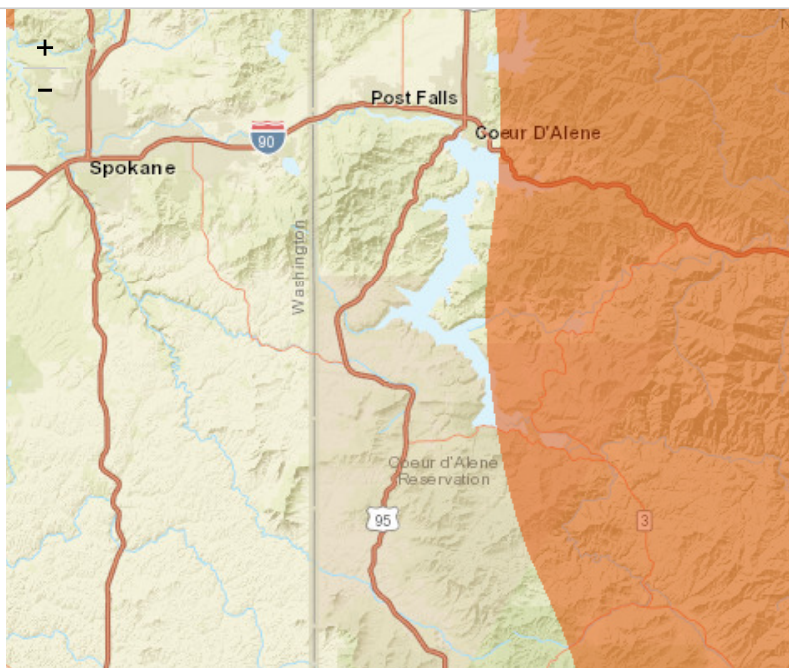 N
+
−
Post Falls
90
Coeur D'Alene
Spokane
Washington
Coeur d'Alene
Reservation
95
3